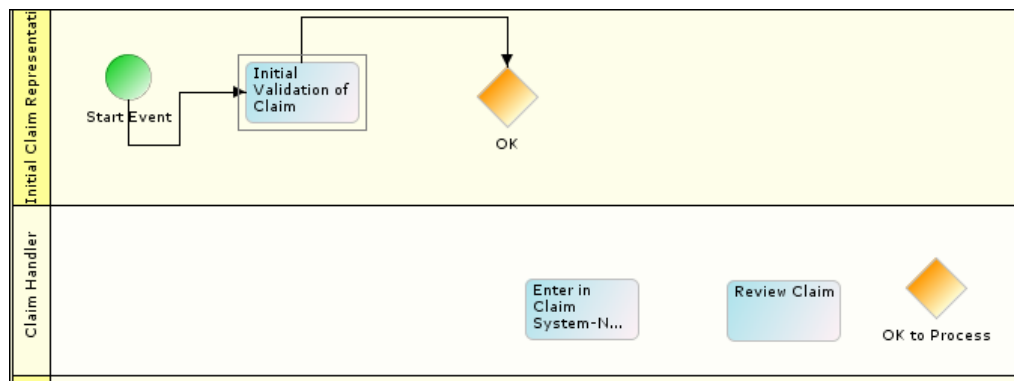 Initial Claim Representati
Start Event
Initial
Validation of
Claim
OK
Claim Handler
Enter in
Claim
System-N...
Review Claim
OK to Process